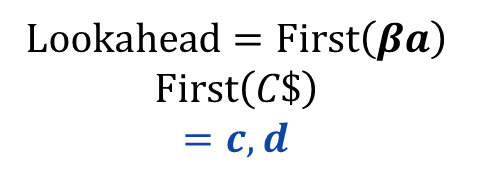 Lookahead = First(βa)
First(C$)
= c, d